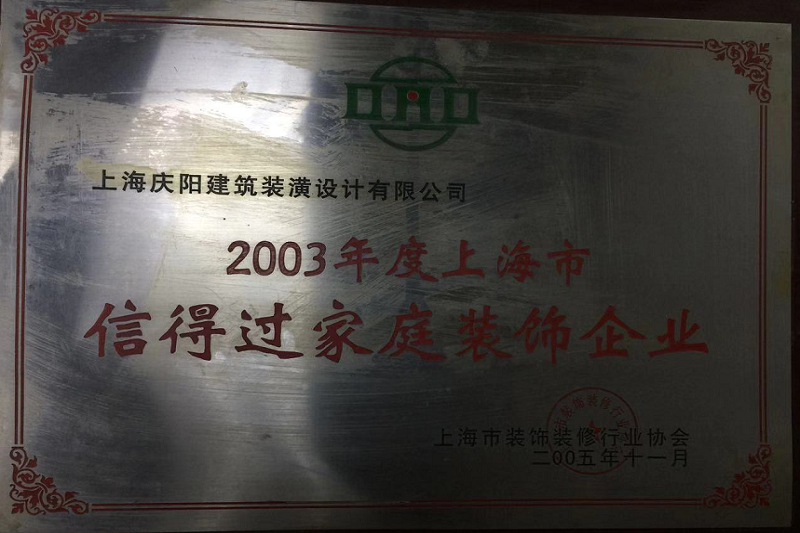 上海庆阳建筑装潢设计有限公司
2003年度上海市
信得过家庭装饰企业
上海市装饰装修行业协会
二00五年十一月